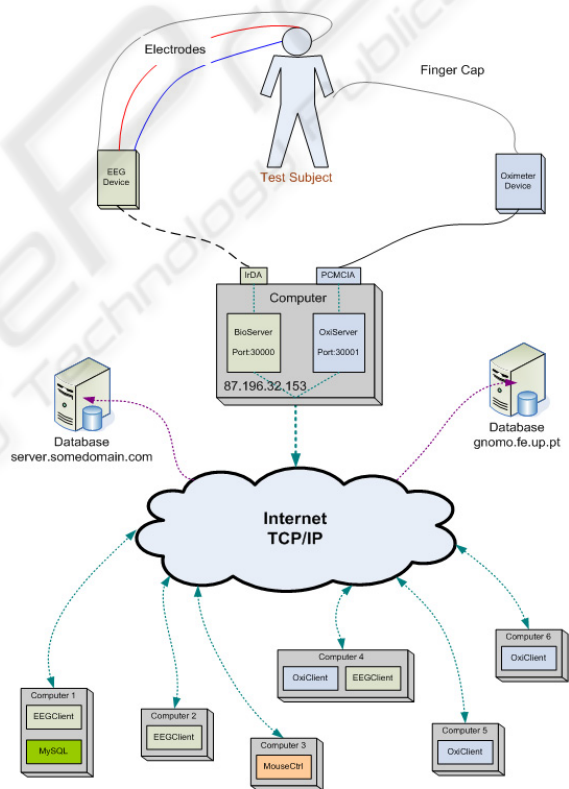 Electrodes
Finger Cap
EEG
Device
Test Subject
Oximeter
Device
IrDA
PCMCIA
Computer
BioServer
Port:30000
OxiServer
Port:30001
87.196.32.153
Database
server.somedomain.com
Database
gnomo.fe.up.pt
Internet
TCP/IP
Computer 1
EEGClient
MySQL
Computer 2
EEGClient
Computer 3
MouseCtrl
Computer 4
OxiClient
EEGClient
Computer 5
OxiClient
Computer 6
OxiClient